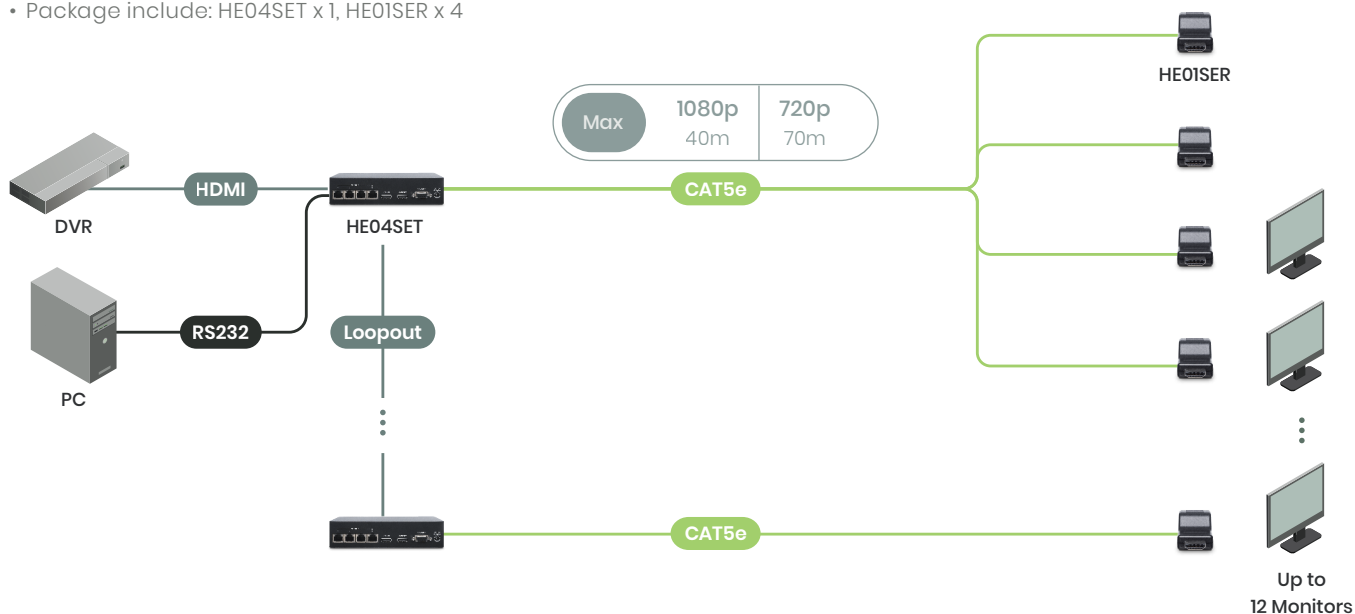 • Package include: HE04SET x 1, HE01SER x 4
HE01SER
Max
1080p
40m
720p
70m
HDMI
CAT5e
DVR
HE04SET
RS232
Loopout
PC
CAT5e
Up to
12 Monitors